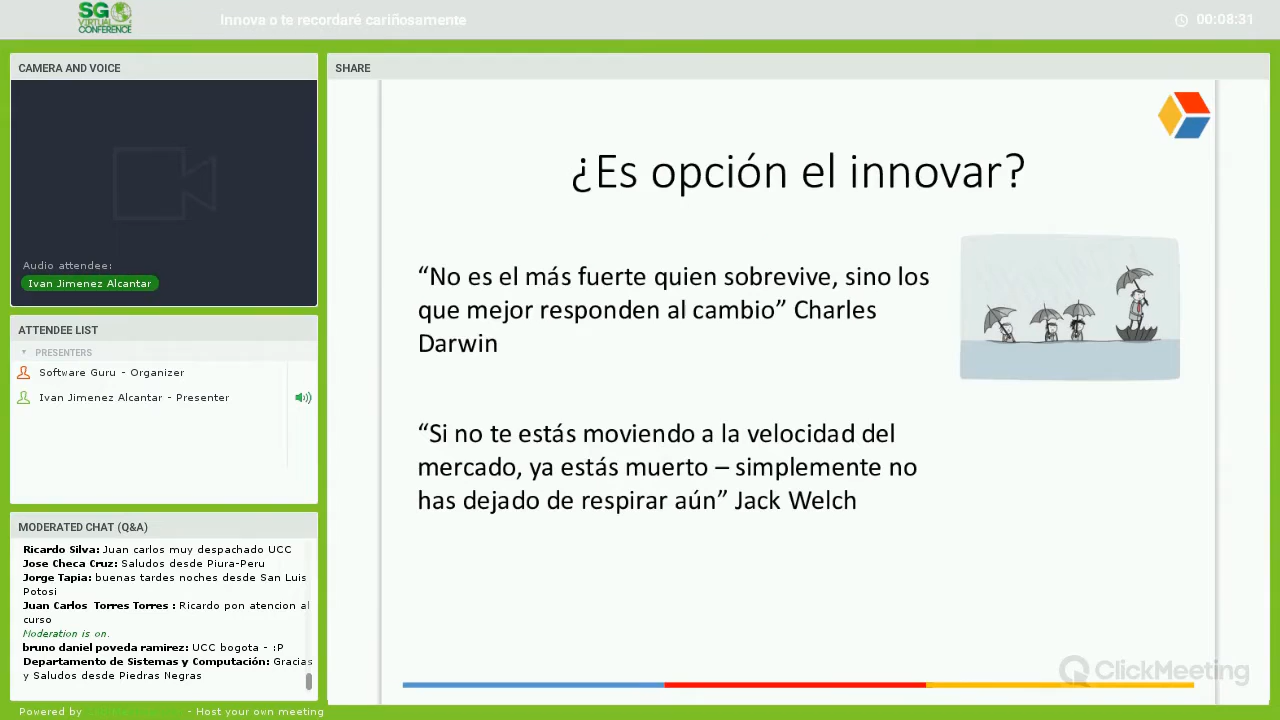 SG
VIRTUAL
CONFERENCE
Innova o te recordaré cariñosamente
00:08:31
CAMERA AND VOICE
Audio attendee:
Ivan Jimenez Alcantar
ATTENDEE LIST
PRESENTERS
Software Guru - Organizer
Ivan Jimenez Alcantar - Presenter
MODERATED CHAT (Q&A)
Ricardo Silva: Juan carlos muy despachado UCC
Jose Checa Cruz: Saludos desde Piura-Peru
Jorge Tapia: buenas tardes noches desde San Luis
Potosi
Juan Carlos Torres Torres : Ricardo pon atencion al
curso
Moderation is on.
bruno daniel poveda ramirez: UCC bogota - :P
Departamento de Sistemas y Computación: Gracias
y Saludos desde Piedras Negras
Powered by - Host your own meeting
SHARE
¿Es opción el innovar?
“No es el más fuerte quien sobrevive, sino los
que mejor responden al cambio” Charles
Darwin
“Si no te estás moviendo a la velocidad del
mercado, ya estás muerto – simplemente no
has dejado de respirar aún” Jack Welch
ClickMeeting